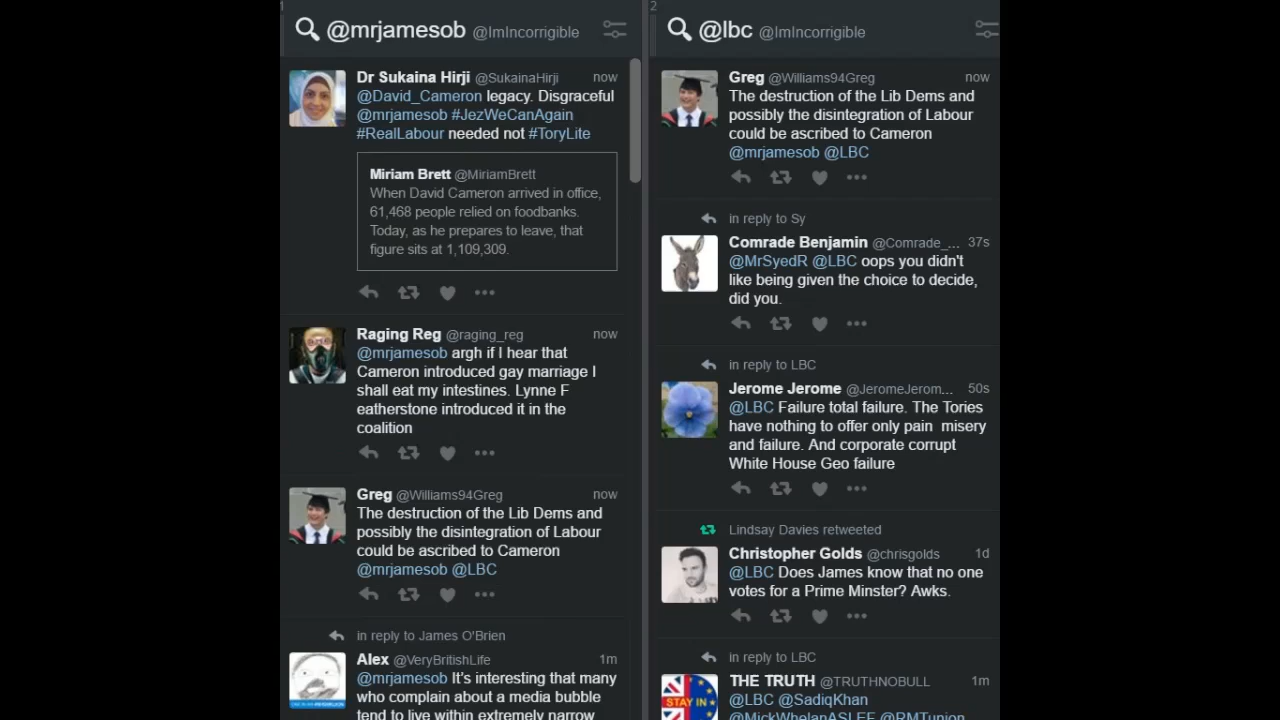 1
@mrjamesob @ImIncorrigible
Dr Sukaina Hirji @SukainaHirji now
@David_Cameron legacy. Disgraceful
@mrjamesob #JezWeCanAgain
#RealLabour needed not #ToryLite
Miriam Brett @MiriamBrett
When David Cameron arrived in office,
61,468 people relied on foodbanks.
Today, as he prepares to leave, that
figure sits at 1,109,309.
Raging Reg @raging_reg now
@mrjamesob argh if I hear that
Cameron introduced gay marriage I
shall eat my intestines. Lynne F
eatherstone introduced it in the
coalition
Greg @Williams94Greg now
The destruction of the Lib Dems and
possibly the disintegration of Labour
could be ascribed to Cameron
@mrjamesob @LBC
in reply to James O'Brien
Alex @VeryBritishLife 1m
@mrjamesob It's interesting that many
who complain about a media bubble
tend to live within extremely narrow
2
@lbc @ImIncorrigible
Greg @Williams94Greg now
The destruction of the Lib Dems and
possibly the disintegration of Labour
could be ascribed to Cameron
@mrjamesob @LBC
in reply to Sy
Comrade Benjamin @Comrade_... 37s
@MrSyedR @LBC oops you didn't
like being given the choice to decide,
did you.
in reply to LBC
Jerome Jerome @JeromeJerom... 50s
@LBC Failure total failure. The Tories
have nothing to offer only pain misery
and failure. And corporate corrupt
White House Geo failure
Lindsay Davies retweeted
Christopher Golds @chrisgolds 1d
@LBC Does James know that no one
votes for a Prime Minster? Awks.
in reply to LBC
THE TRUTH @TRUTHNOBULL 1m
STAY IN
@LBC @SadiqKhan
@MickWhelanASLEF @RMTunion